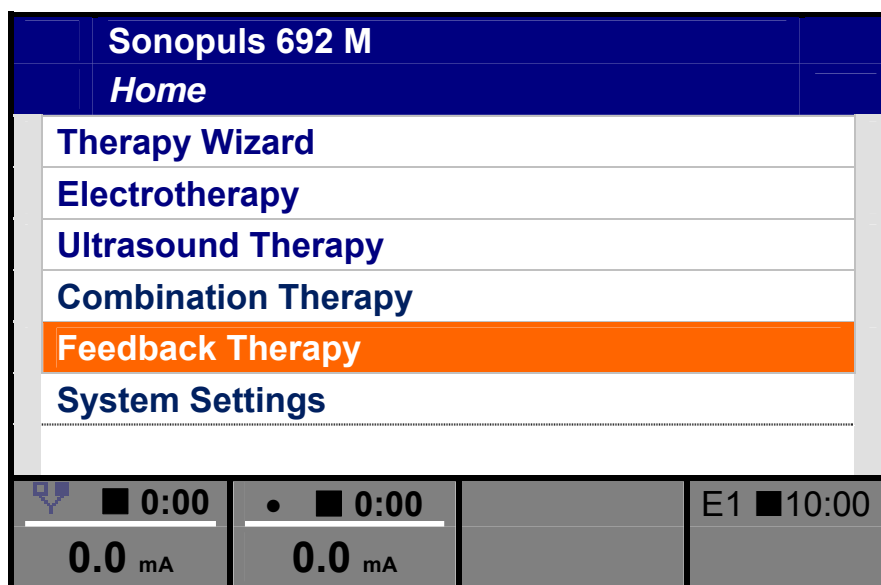 Sonopuls 692 M
Home
Therapy Wizard
Electrotherapy
Ultrasound Therapy
Combination Therapy
Feedback Therapy
System Settings
■ 0:00 • ■ 0:00 E1 ■10:00
0.0 mA 0.0 mA